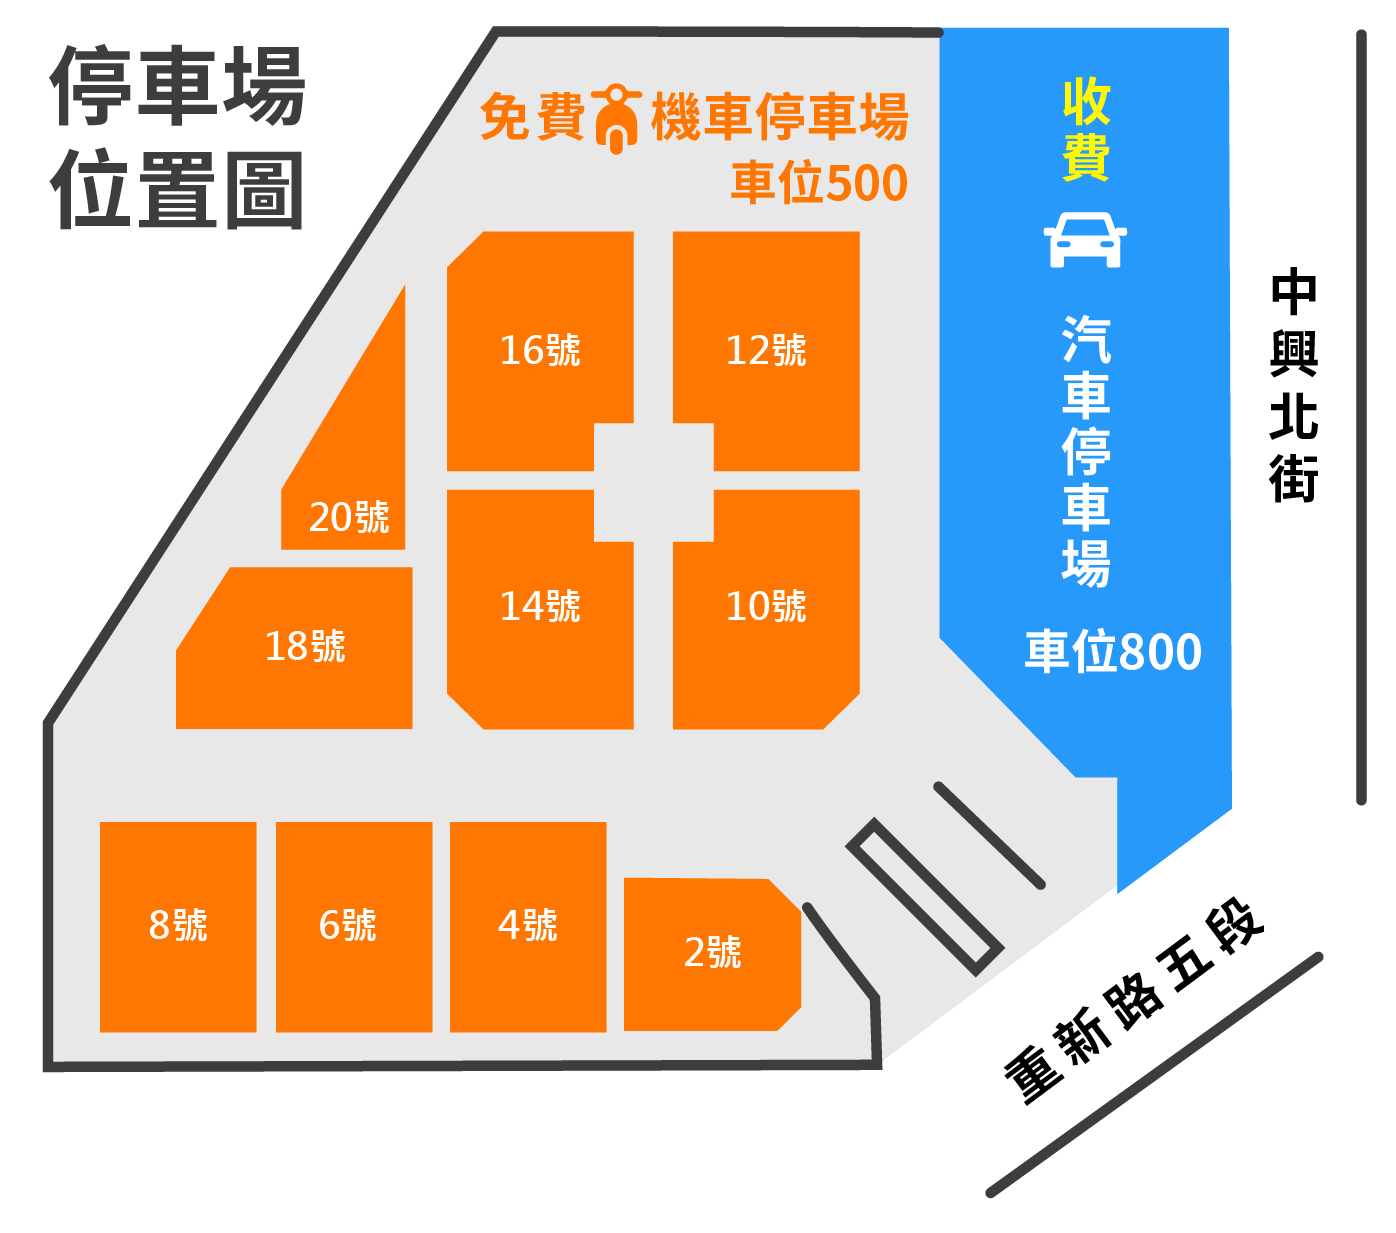 停車場
位置圖
免費機車停車場
車位500
收費
汽車停車場
車位800
中興北街
16號
12號
20號
14號
10號
18號
8號
6號
4號
2號
重新路五段